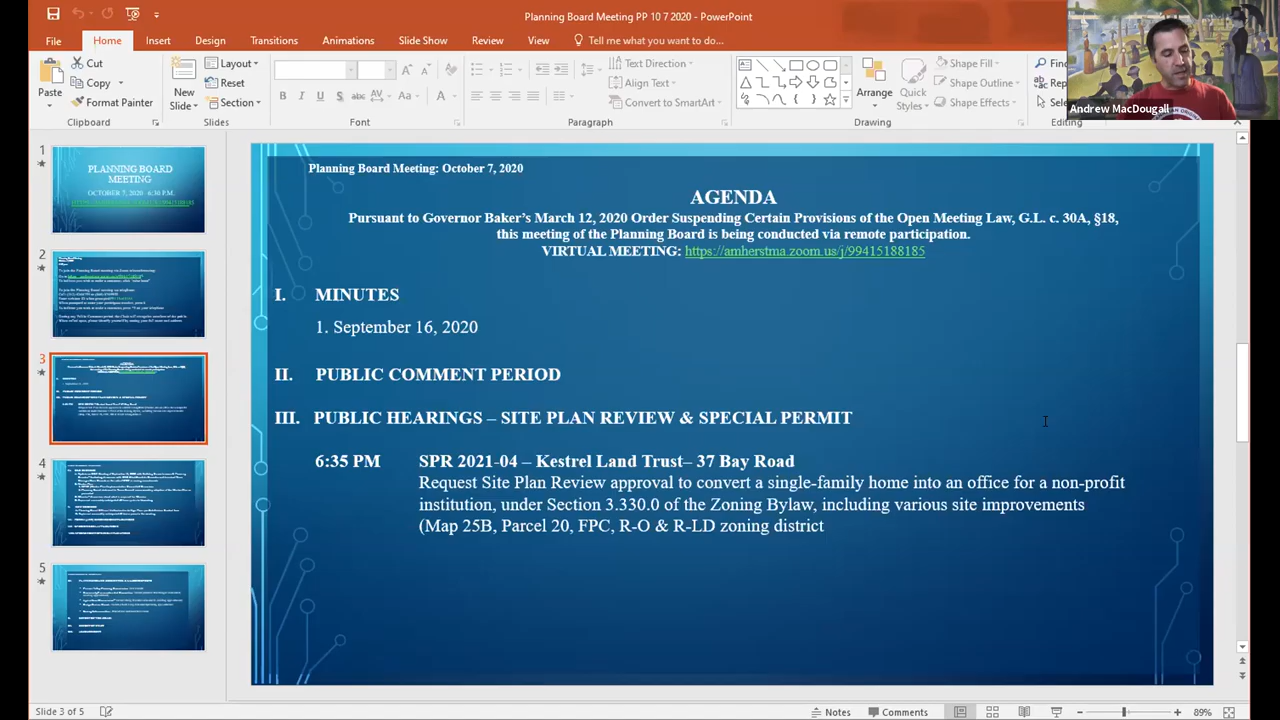 Planning Board Meeting PP 10 7 2020 - PowerPoint
File Home Insert Design Transitions Animations Slide Show Review View Tell me what you want to do...
Andrew MacDougall
Paste
Cut
Copy
Format Painter
Clipboard
New Slide
Layout
Reset
Section
Slides
B I U S abc AV Aa A
Font
Text Direction
Align Text
Convert to SmartArt
Paragraph
Arrange
Quick Styles
Shape Fill
Shape Outline
Shape Effects
Drawing
Editing
1
PLANNING BOARD
MEETING
OCTOBER 7, 2020 6:30 P.M.
2
3
4
5
Planning Board Meeting: October 7, 2020
AGENDA
Pursuant to Governor Baker's March 12, 2020 Order Suspending Certain Provisions of the Open Meeting Law, G.L. c. 30A, §18,
this meeting of the Planning Board is being conducted via remote participation.
VIRTUAL MEETING: https://amherstma.zoom.us/j/99415188185
I. MINUTES
1. September 16, 2020
II. PUBLIC COMMENT PERIOD
III. PUBLIC HEARINGS – SITE PLAN REVIEW & SPECIAL PERMIT
6:35 PM SPR 2021-04 – Kestrel Land Trust– 37 Bay Road
Request Site Plan Review approval to convert a single-family home into an office for a non-profit
institution, under Section 3.330.0 of the Zoning Bylaw, including various site improvements
(Map 25B, Parcel 20, FPC, R-O & R-LD zoning district
Slide 3 of 5
Notes
Comments
89%